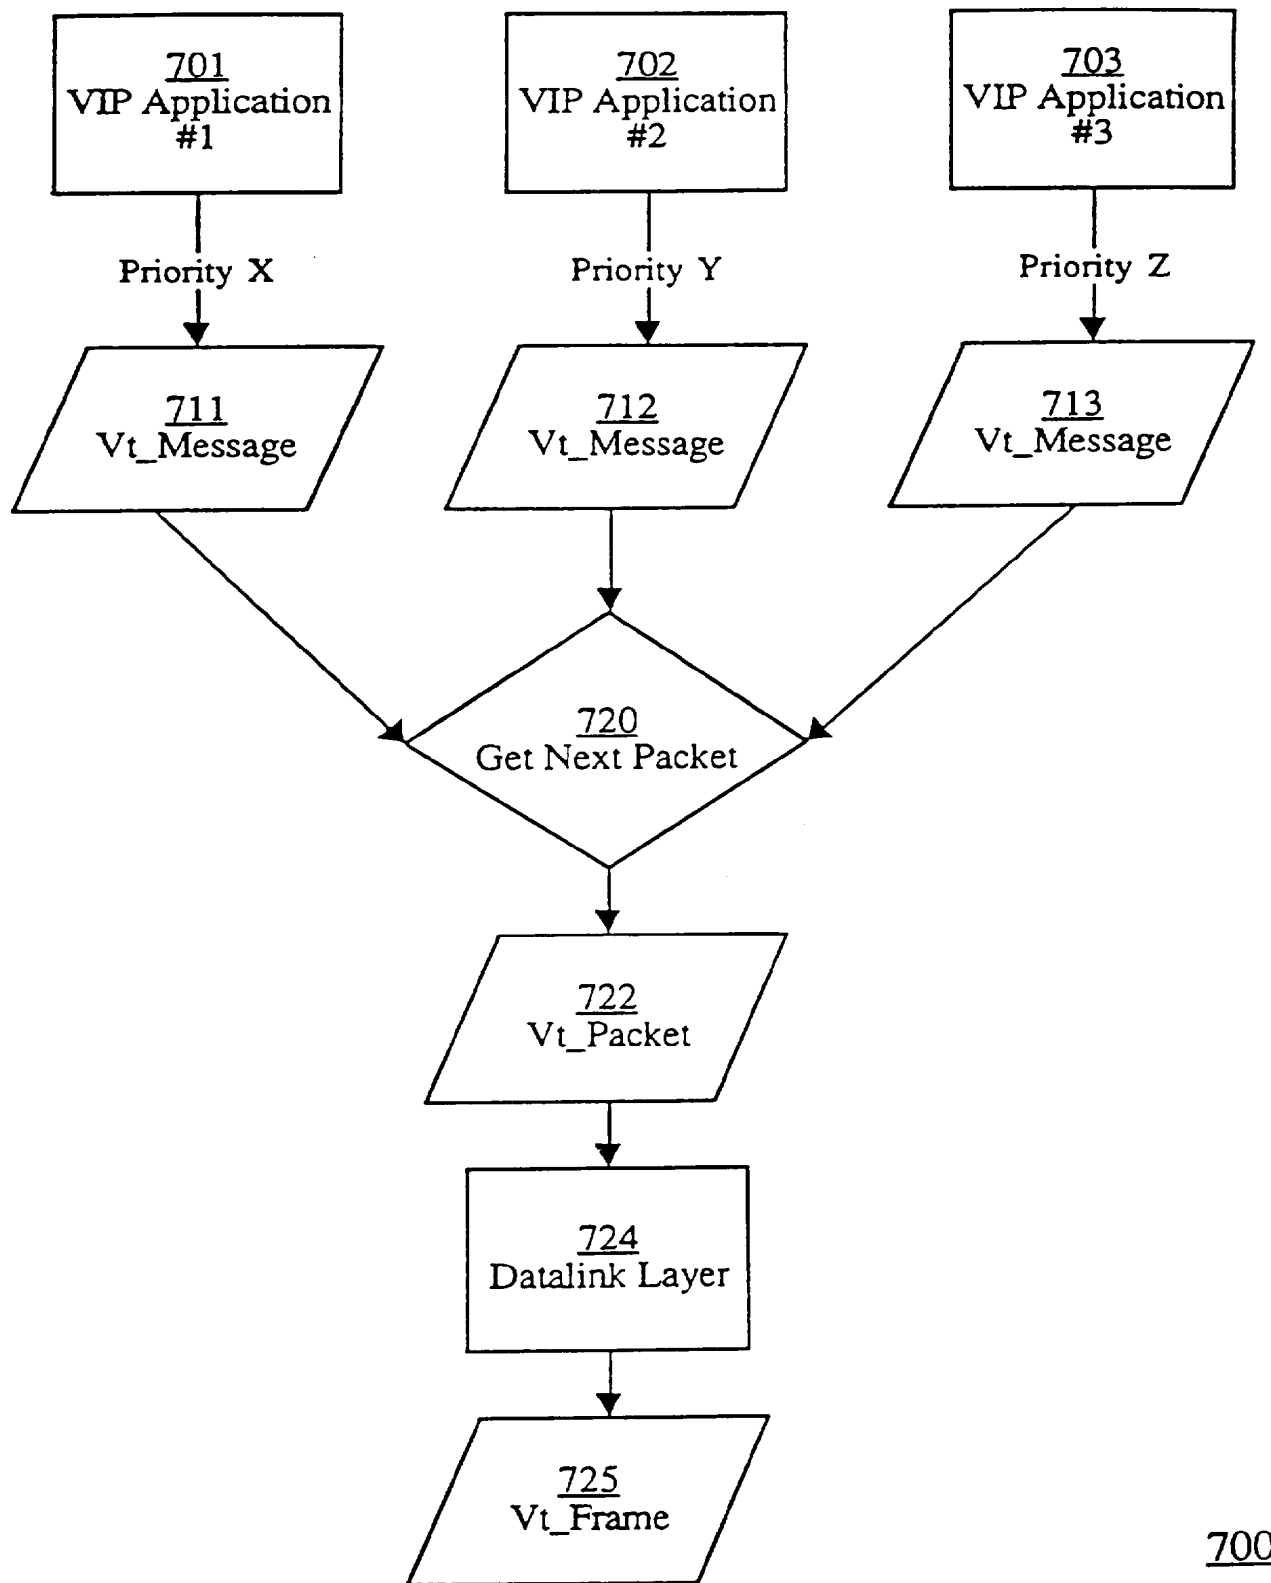 701
VIP Application
#1
702
VIP Application
#2
703
VIP Application
#3
Priority X
Priority Y
Priority Z
711
Vt_Message
712
Vt_Message
713
Vt_Message
720
Get Next Packet
722
Vt_Packet
724
Datalink Layer
725
Vt_Frame
700